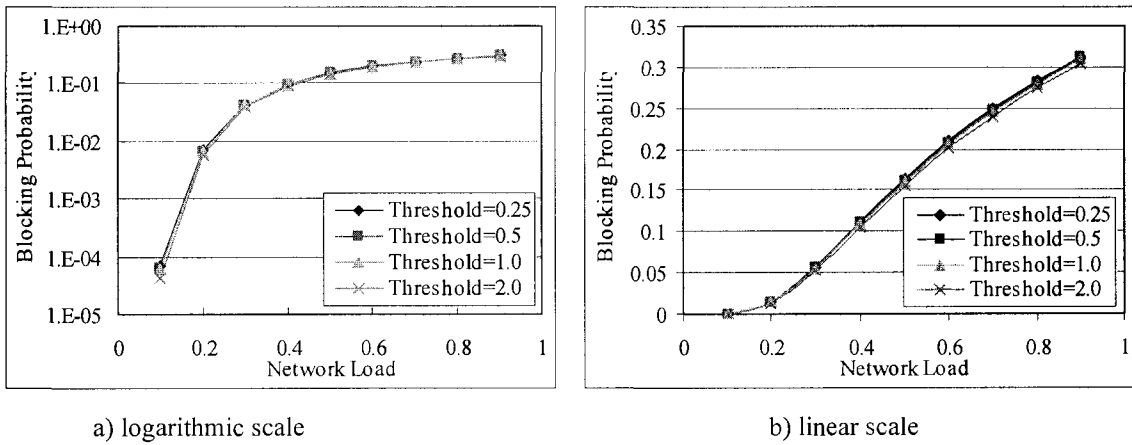 1.E+00
1.E-01
1.E-02
1.E-03
1.E-04
1.E-05
Blocking Probability
0 0.2 0.4 0.6 0.8 1
Network Load
Threshold=0.25
Threshold=0.5
Threshold=1.0
Threshold=2.0
a) logarithmic scale
0.35
0.3
0.25
0.2
0.15
0.1
0.05
0
Blocking Probability
0 0.2 0.4 0.6 0.8 1
Network Load
Threshold=0.25
Threshold=0.5
Threshold=1.0
Threshold=2.0
b) linear scale